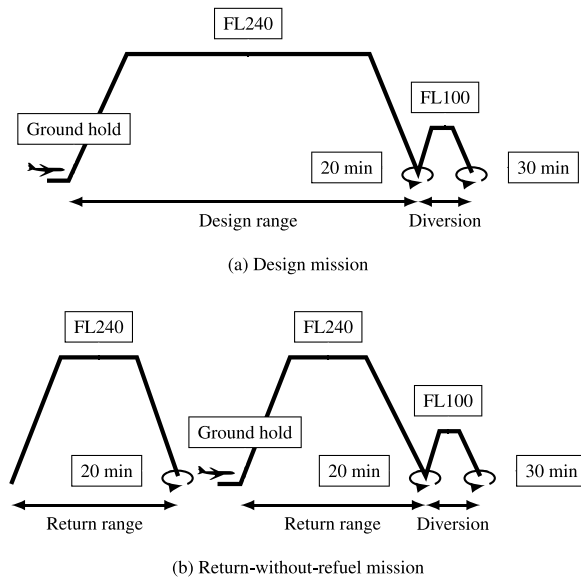 FL240
FL100
Ground hold
20 min
30 min
Design range
Diversion
(a) Design mission
FL240
FL240
FL100
Ground hold
20 min
20 min
30 min
Return range
Return range
Diversion
(b) Return-without-refuel mission